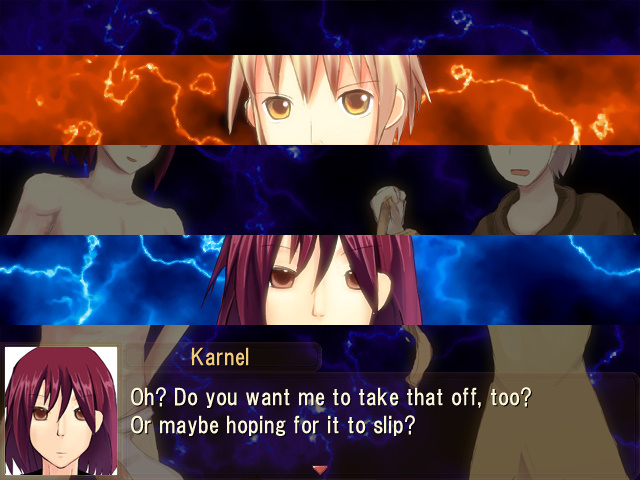 Karnel
Oh? Do you want me to take that off, too?
Or maybe hoping for it to slip?